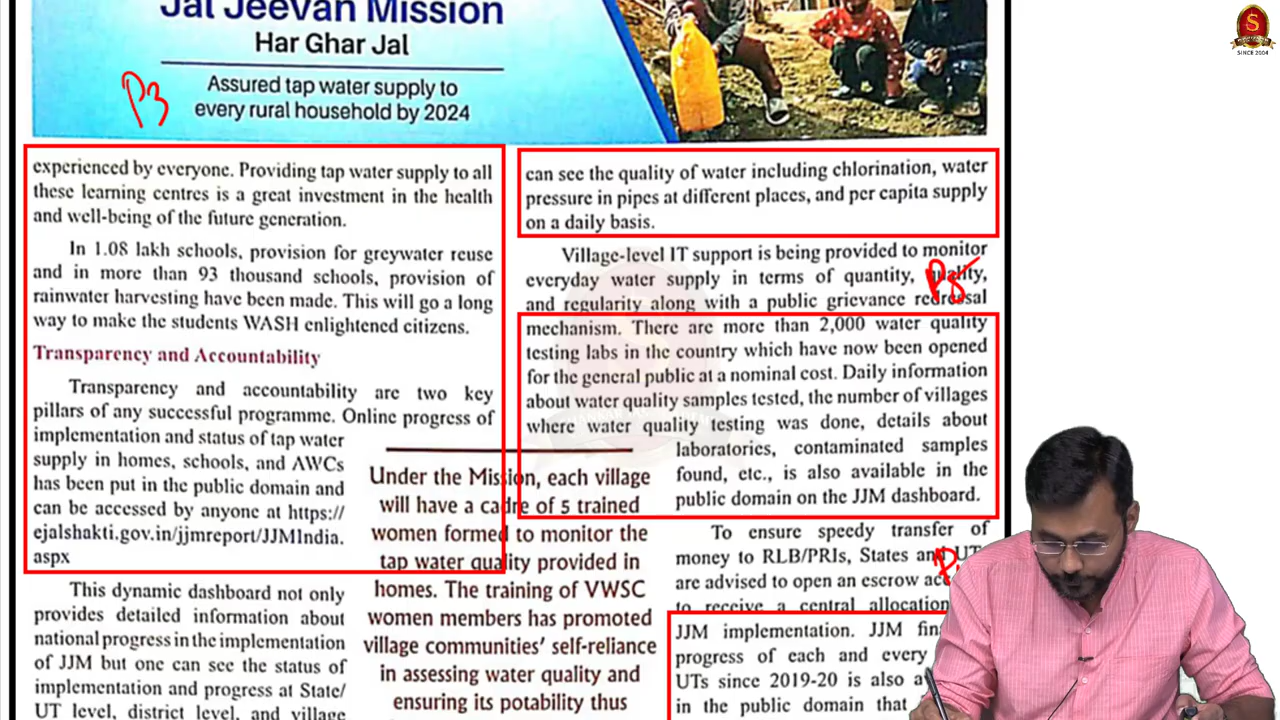 Jal Jeevan Mission
Har Ghar Jal
Assured tap water supply to
every rural household by 2024
P3
S
SINCE 2004
experienced by everyone. Providing tap water supply to all
these learning centres is a great investment in the health
and well-being of the future generation.
In 1.08 lakh schools, provision for greywater reuse
and in more than 93 thousand schools, provision of
rainwater harvesting have been made. This will go a long
way to make the students WASH enlightened citizens.
Transparency and Accountability
Transparency and accountability are two key
pillars of any successful programme. Online progress of
implementation and status of tap water
supply in homes, schools, and AWCs
has been put in the public domain and
can be accessed by anyone at https://
ejalshakti.gov.in/jjmreport/JJMIndia.
aspx
This dynamic dashboard not only
provides detailed information about
national progress in the implementation
of JJM but one can see the status of
implementation and progress at State/
UT level, district level, and village
Under the Mission, each village
will have a cadre of 5 trained
women formed to monitor the
tap water quality provided in
homes. The training of VWSC
women members has promoted
village communities' self-reliance
in assessing water quality and
ensuring its potability thus
can see the quality of water including chlorination, water
pressure in pipes at different places, and per capita supply
on a daily basis.
Village-level IT support is being provided to monitor
everyday water supply in terms of quantity, quality,
and regularity along with a public grievance redressal
P5
mechanism. There are more than 2,000 water quality
testing labs in the country which have now been opened
for the general public at a nominal cost. Daily information
about water quality samples tested, the number of villages
where water quality testing was done, details about
laboratories, contaminated samples
found, etc., is also available in the
public domain on the JJM dashboard.
To ensure speedy transfer of
money to RLB/PRIs, States and UTs
are advised to open an escrow
to receive a central allocation
JJM implementation. JJM
progress of each and every
UTs since 2019-20 is also
in the public domain that